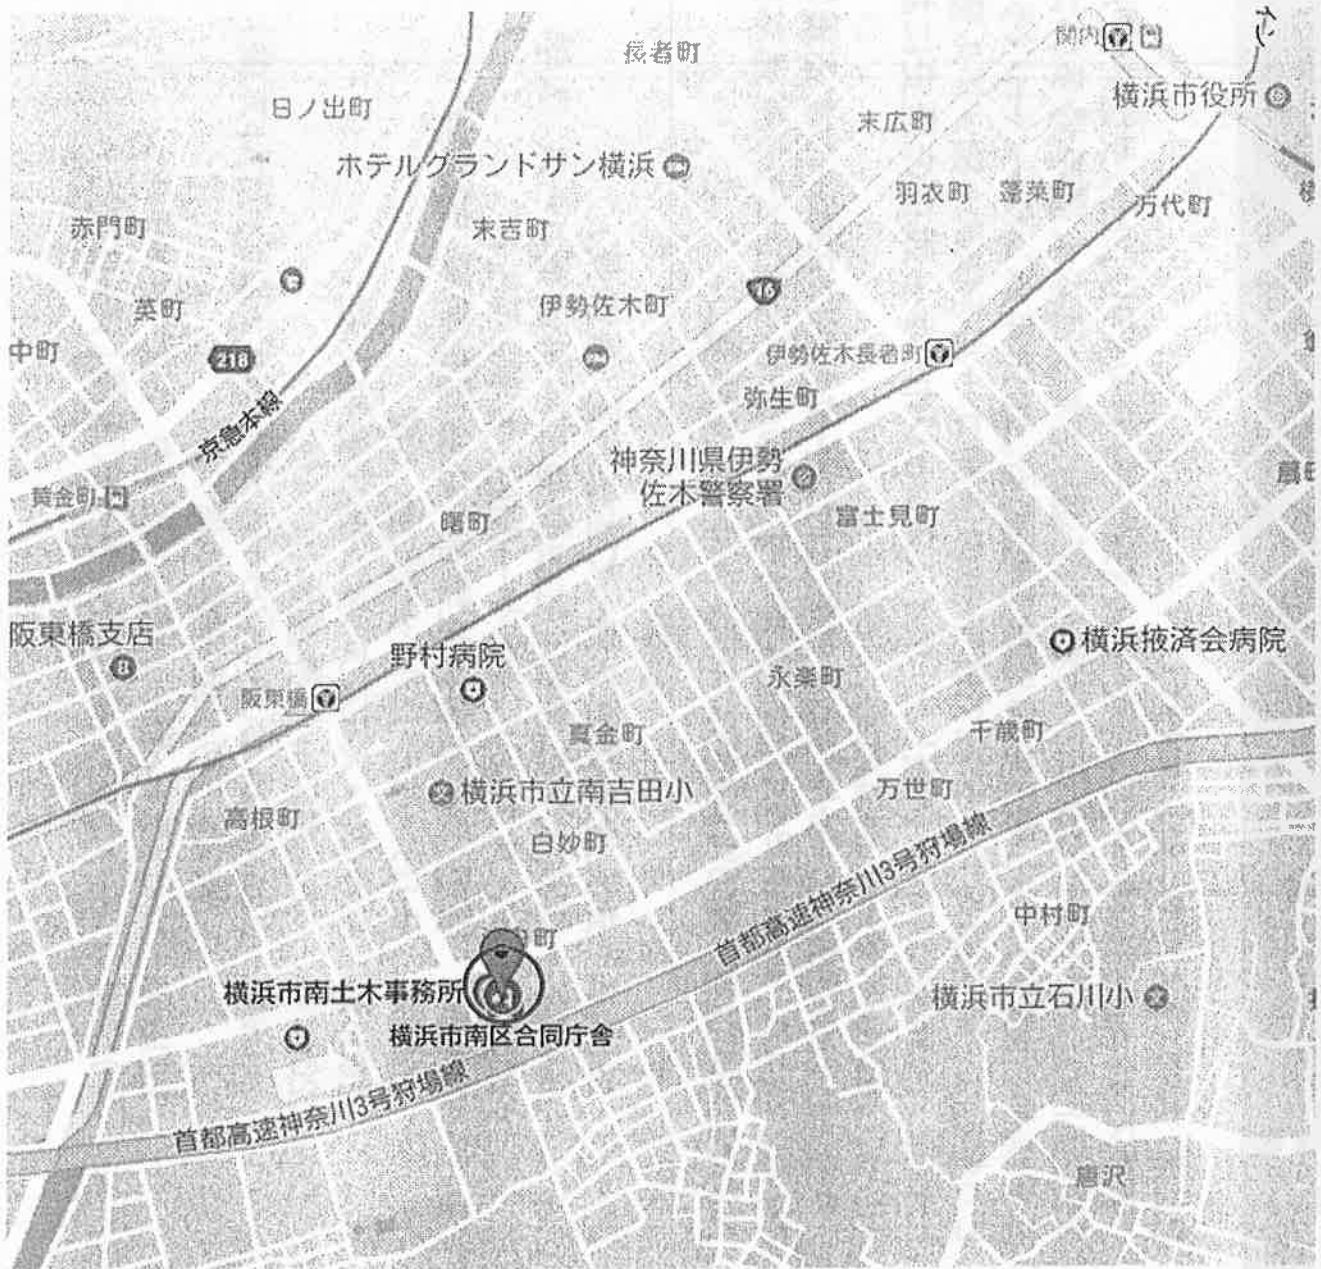 長者町
関内
横浜市役所
日ノ出町
末広町
ホテルグランドサン横浜
羽衣町
蓬莱町
万代町
赤門町
末吉町
英町
伊勢佐木町
16
中町
218
伊勢佐木長者町
京急本線
弥生町
神奈川県伊勢
佐木警察署
黄金町
曙町
富士見町
阪東橋支店
野村病院
横浜掖済会病院
阪東橋
永楽町
真金町
千歳町
横浜市立南吉田小
万世町
高根町
白妙町
首都高速神奈川3号狩場線
中村町
町
横浜市南土木事務所
横浜市立石川小
横浜市南区合同庁舎
首都高速神奈川3号狩場線
唐沢